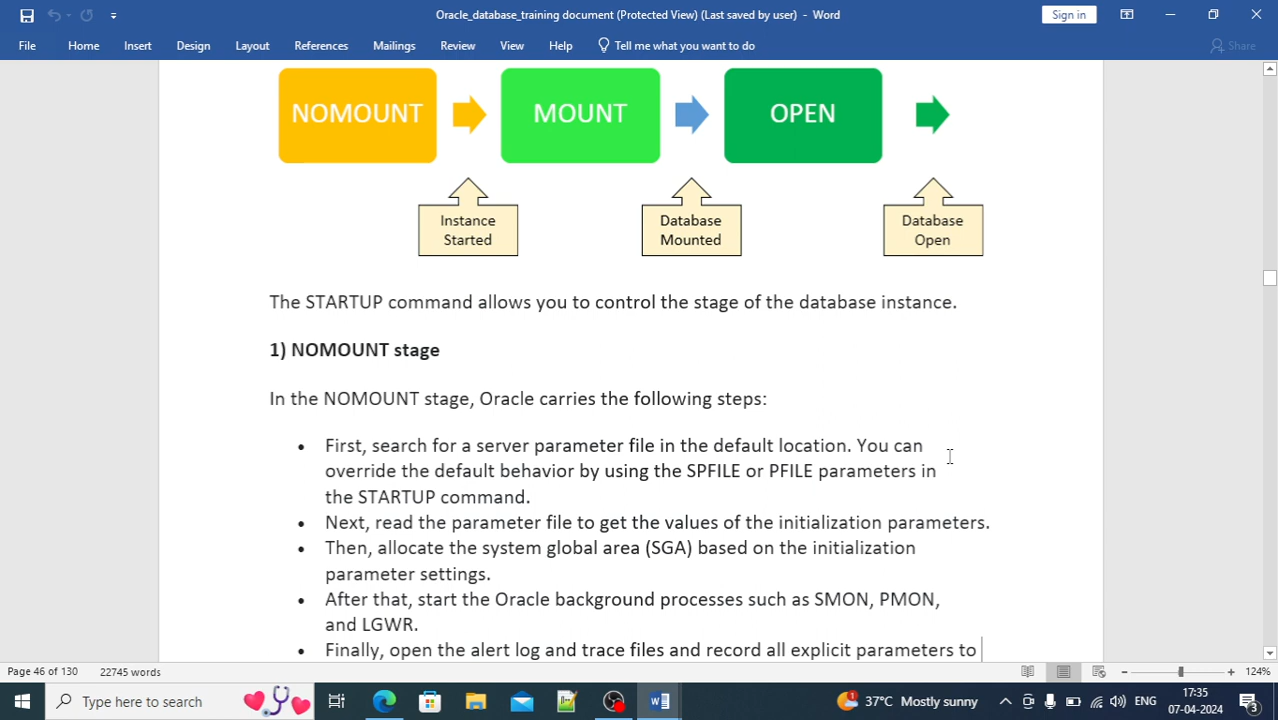 Oracle_database_training document (Protected View) (Last saved by user) - Word
Sign in
File Home Insert Design Layout References Mailings Review View Help Tell me what you want to do Share
NOMOUNT MOUNT OPEN
Instance Database Database
Started Mounted Open
The STARTUP command allows you to control the stage of the database instance.
1) NOMOUNT stage
In the NOMOUNT stage, Oracle carries the following steps:
• First, search for a server parameter file in the default location. You can
override the default behavior by using the SPFILE or PFILE parameters in
the STARTUP command.
• Next, read the parameter file to get the values of the initialization parameters.
• Then, allocate the system global area (SGA) based on the initialization
parameter settings.
• After that, start the Oracle background processes such as SMON, PMON,
and LGWR.
• Finally, open the alert log and trace files and record all explicit parameters to
Page 46 of 130 22745 words 124%
Type here to search 1 37°C Mostly sunny ENG 17:35
07-04-2024 3